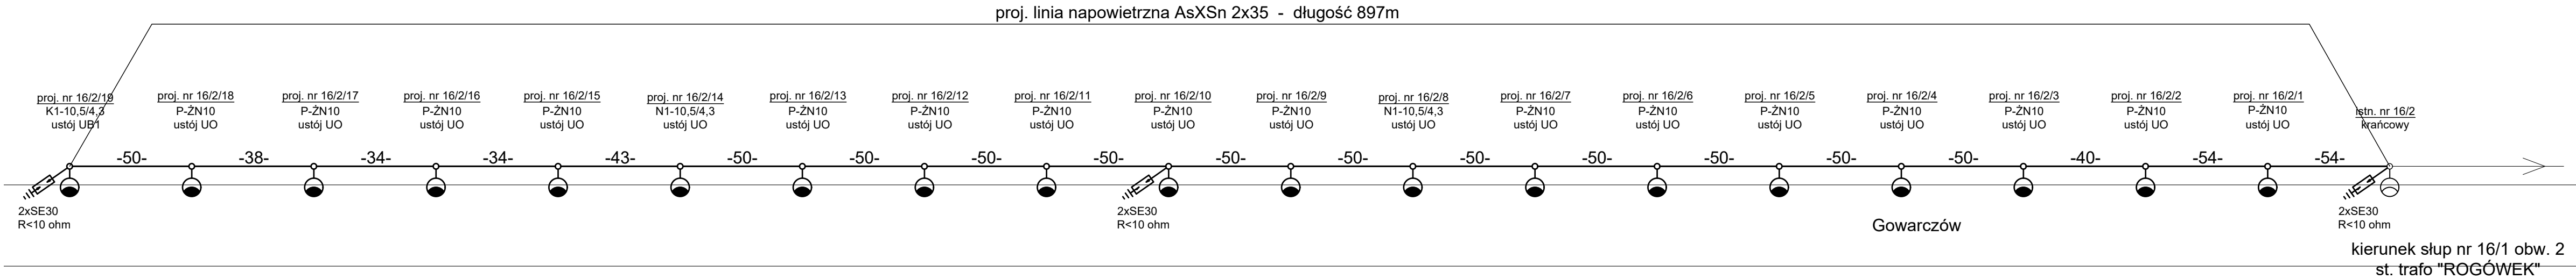 proj. linia napowietrzna AsXSn 2x35 - długość 897m
proj. nr 16/2/19
K1-10,5/4,3
ustój UB1
proj. nr 16/2/18
P-ŻN10
ustój UO
proj. nr 16/2/17
P-ŻN10
ustój UO
proj. nr 16/2/16
P-ŻN10
ustój UO
proj. nr 16/2/15
P-ŻN10
ustój UO
proj. nr 16/2/14
N1-10,5/4,3
ustój UO
proj. nr 16/2/13
P-ŻN10
ustój UO
proj. nr 16/2/12
P-ŻN10
ustój UO
proj. nr 16/2/11
P-ŻN10
ustój UO
proj. nr 16/2/10
P-ŻN10
ustój UO
proj. nr 16/2/9
P-ŻN10
ustój UO
proj. nr 16/2/8
N1-10,5/4,3
ustój UO
proj. nr 16/2/7
P-ŻN10
ustój UO
proj. nr 16/2/6
P-ŻN10
ustój UO
proj. nr 16/2/5
P-ŻN10
ustój UO
proj. nr 16/2/4
P-ŻN10
ustój UO
proj. nr 16/2/3
P-ŻN10
ustój UO
proj. nr 16/2/2
P-ŻN10
ustój UO
proj. nr 16/2/1
P-ŻN10
ustój UO
istn. nr 16/2
krańcowy
-50- -38- -34- -34- -43- -50- -50- -50- -50- -50- -50- -50- -50- -50- -50- -50- -40- -54- -54-
2xSE30
R<10 ohm
2xSE30
R<10 ohm
2xSE30
R<10 ohm
Gowarczów
kierunek słup nr 16/1 obw. 2
st. trafo "ROGÓWEK"